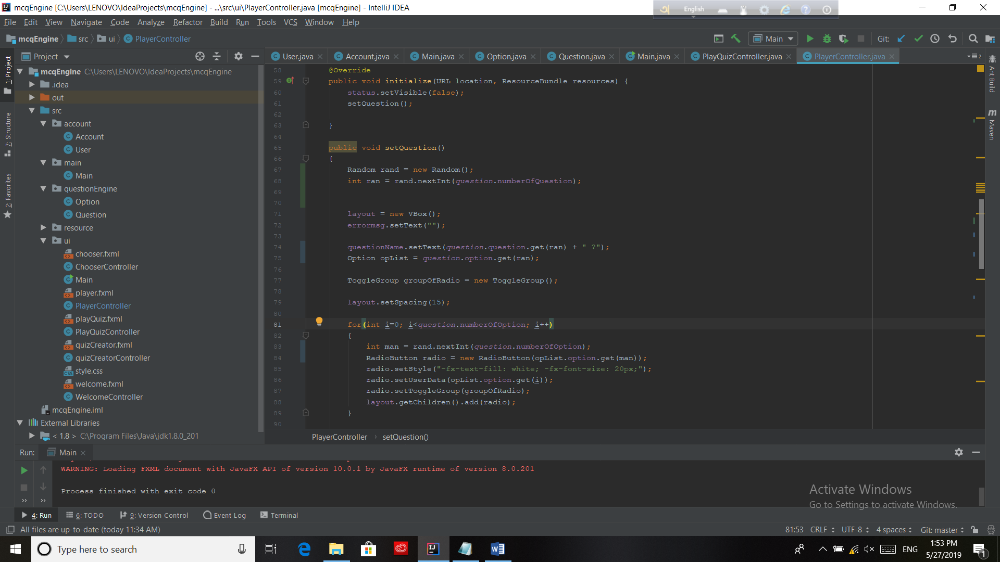 mcqEngine [C:\Users\LENOVO\IdeaProjects\mcqEngine] - ...\src\ui\PlayerController.java [mcqEngine] - IntelliJ IDEA
English
File Edit View Navigate Code Analyze Refactor Build Run Tools VCS Window Help
mcqEngine src ui PlayerController
Main
Git:
Project
User.java Account.java Main.java Option.java Question.java Main.java PlayQuizController.java PlayerController.java
2
1: Project
7: Structure
2: Favorites
mcqEngine C:\Users\LENOVO\IdeaProjects\mcqEngine
.idea
out
src
account
Account
User
main
Main
questionEngine
Option
Question
resource
ui
chooser.fxml
ChooserController
Main
player.fxml
PlayerController
playQuiz.fxml
PlayQuizController
quizCreator.fxml
quizCreatorController
style.css
welcome.fxml
WelcomeController
mcqEngine.iml
External Libraries
< 1.8 > C:\Program Files\Java\jdk1.8.0_201
58 @Override
59 public void initialize(URL location, ResourceBundle resources) {
60 status.setVisible(false);
61 setQuestion();
62
63 }
64
65 public void setQuestion()
66 {
67 Random rand = new Random();
68 int ran = rand.nextInt(question.numberOfQuestion);
69
70
71 layout = new VBox();
72 errormsg.setText("");
73
74 questionName.setText(question.question.get(ran) + " ?");
75 Option opList = question.option.get(ran);
76
77 ToggleGroup groupOfRadio = new ToggleGroup();
78
79 layout.setSpacing(15);
80
81 for(int i=0; i<question.numberOfOption; i++)
82 {
83 int man = rand.nextInt(question.numberOfOption);
84 RadioButton radio = new RadioButton(opList.option.get(man));
85 radio.setStyle("-fx-text-fill: white; -fx-font-size: 20px;");
86 radio.setUserData(opList.option.get(i));
87 radio.setToggleGroup(groupOfRadio);
88 layout.getChildren().add(radio);
89 }
90
PlayerController › setQuestion()
Ant Build
Maven
Run: Main
WARNING: Loading FXML document with JavaFX API of version 10.0.1 by JavaFX runtime of version 8.0.201
Process finished with exit code 0
Activate Windows
Go to Settings to activate Windows.
4: Run 6: TODO 9: Version Control Event Log Terminal
All files are up-to-date (today 11:34 AM)
81:53 CRLF UTF-8 4 spaces Git: master
Type here to search
ENG
1:53 PM
5/27/2019
1